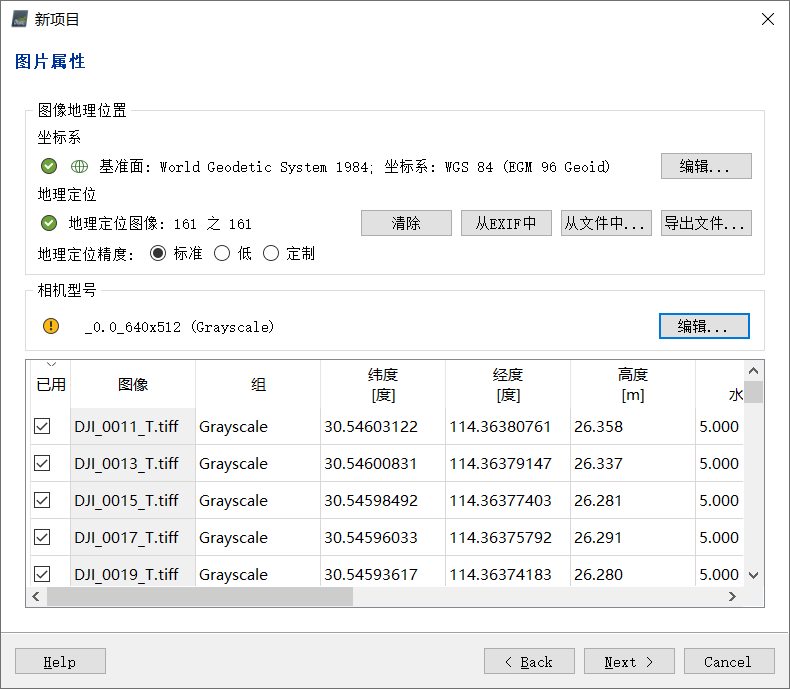 新项目
图片属性
图像地理位置
坐标系
基准面: World Geodetic System 1984; 坐标系: WGS 84 (EGM 96 Geoid) 编辑...
地理定位
地理定位图像: 161 之 161 清除 从EXIF中 从文件中... 导出文件...
地理定位精度: 标准 低 定制
相机型号
_0.0_640x512 (Grayscale) 编辑...
已用 图像 组 纬度 [度] 经度 [度] 高度 [m] 水
DJI_0011_T.tiff Grayscale 30.54603122 114.36380761 26.358 5.000
DJI_0013_T.tiff Grayscale 30.54600831 114.36379147 26.337 5.000
DJI_0015_T.tiff Grayscale 30.54598492 114.36377403 26.281 5.000
DJI_0017_T.tiff Grayscale 30.54596033 114.36375792 26.291 5.000
DJI_0019_T.tiff Grayscale 30.54593617 114.36374183 26.280 5.000
Help < Back Next > Cancel